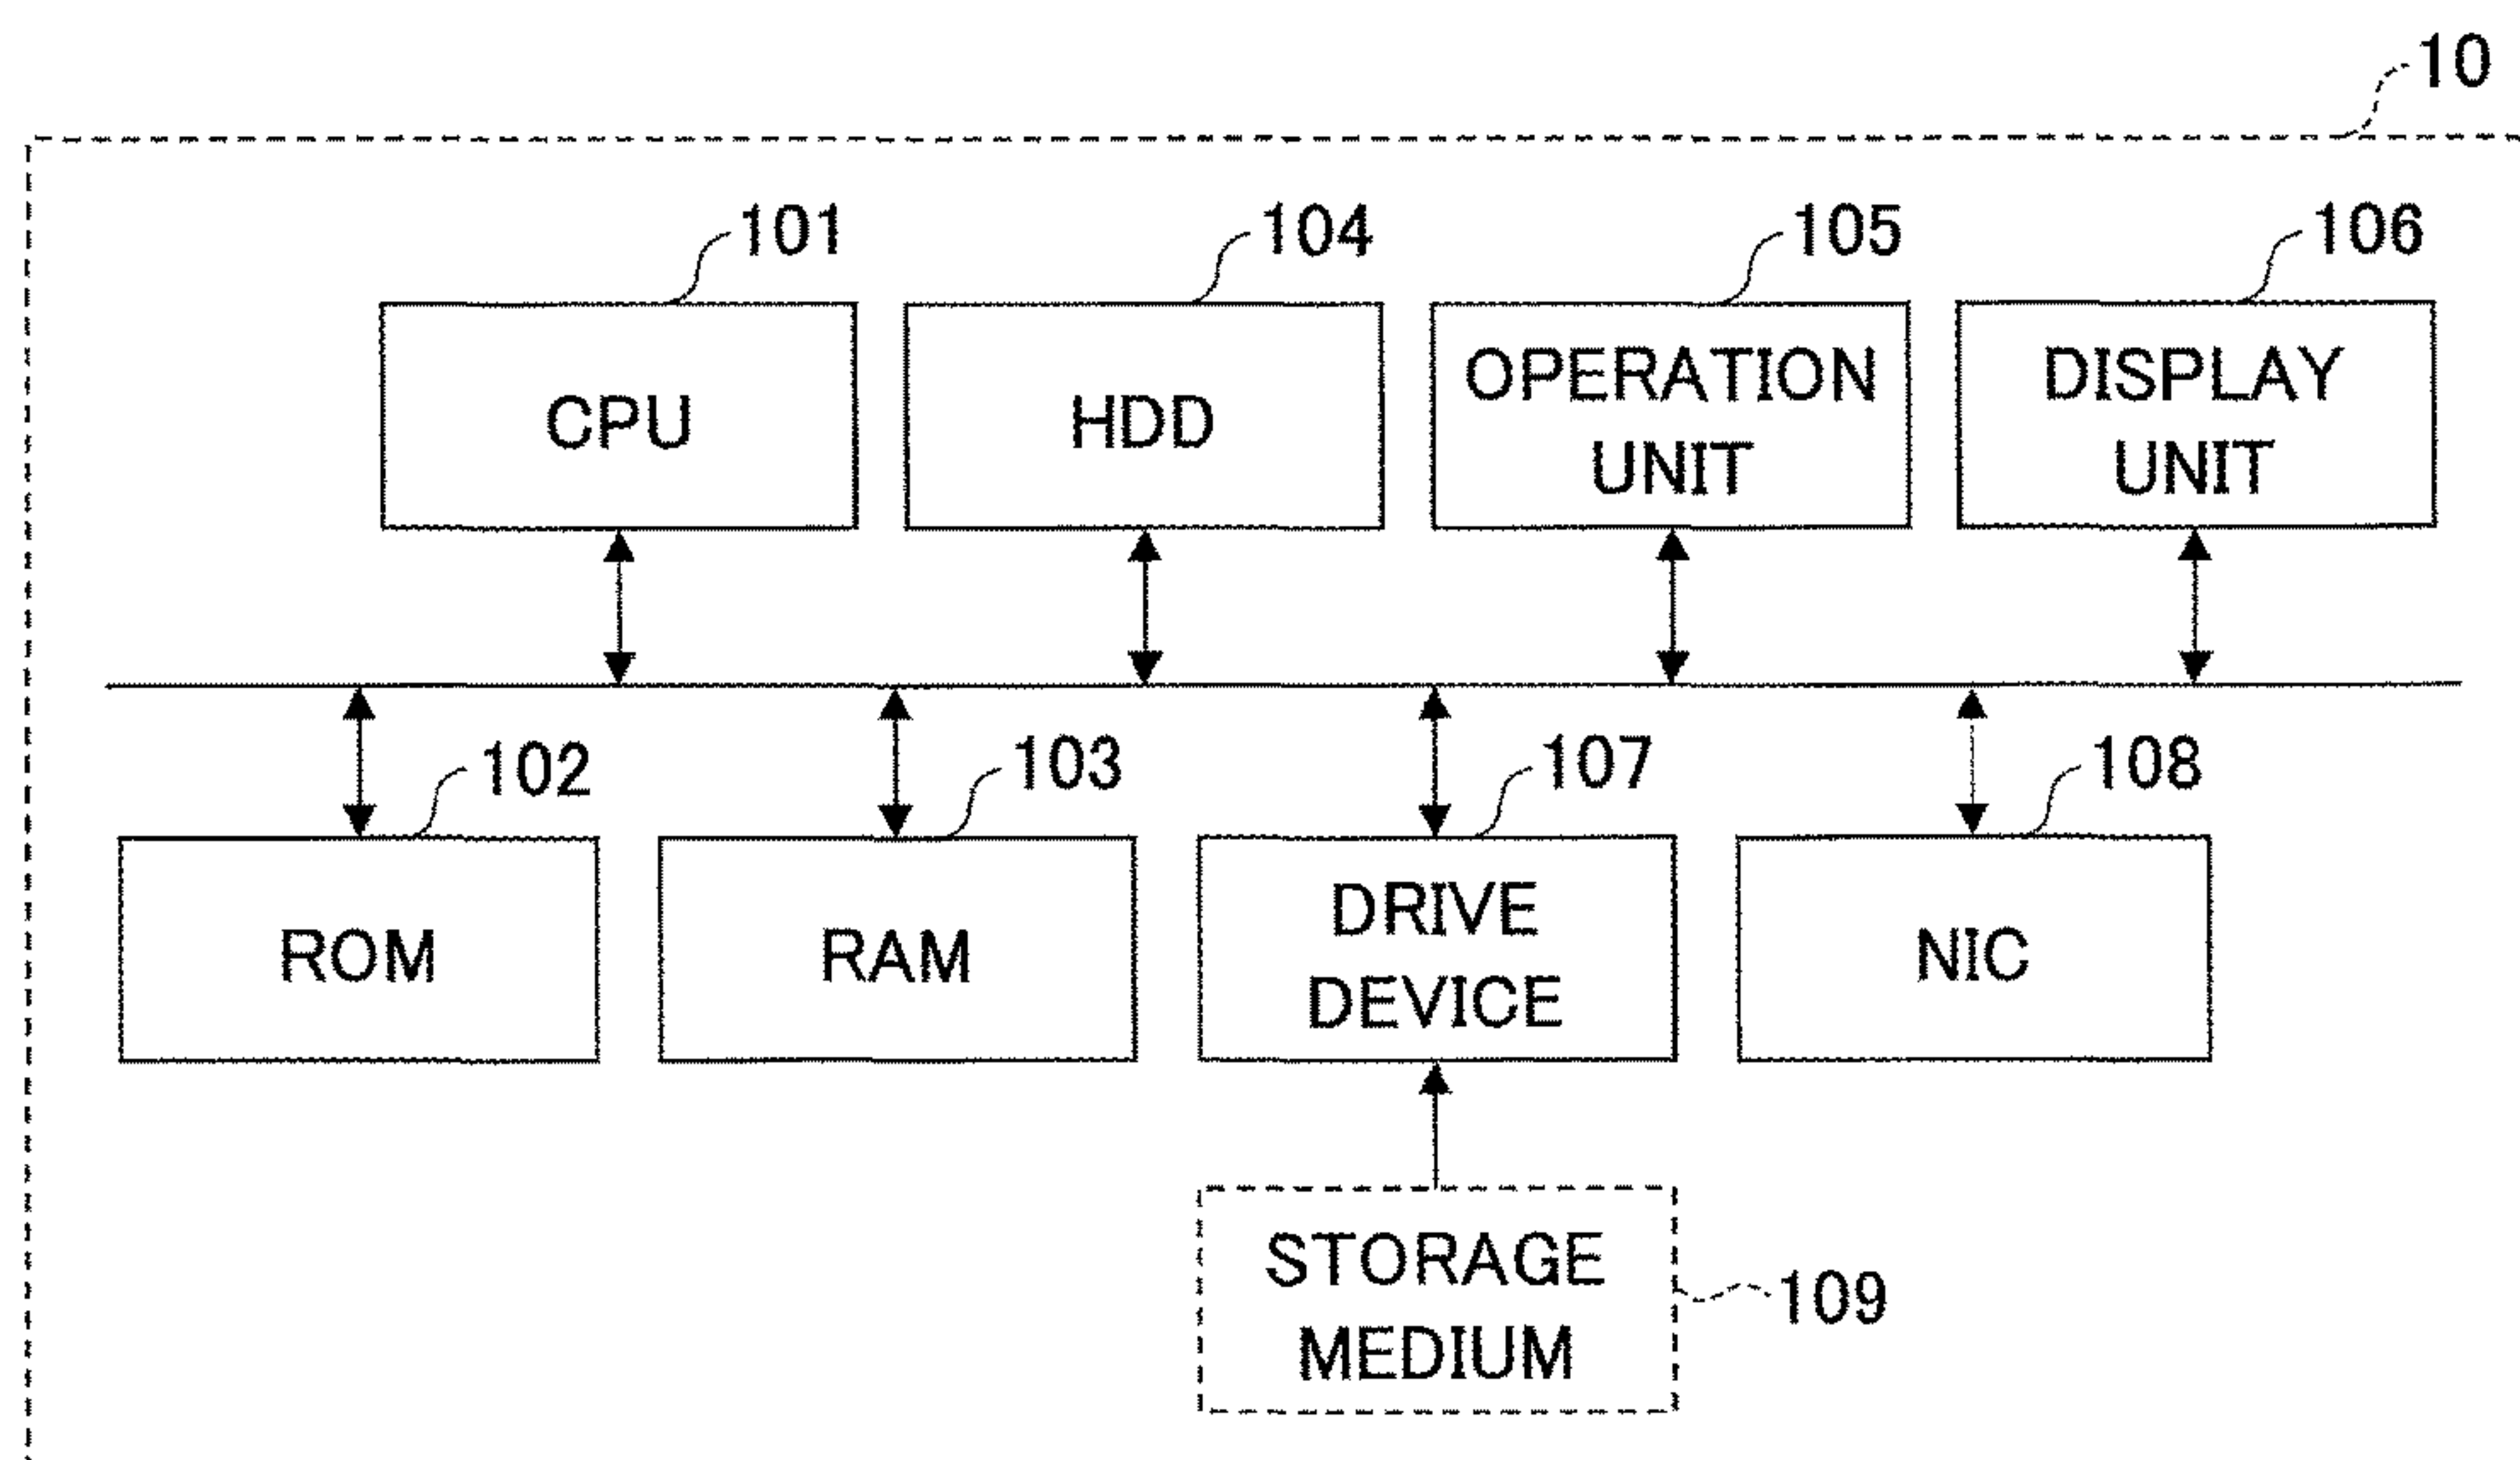 10
101
104
105
106
CPU
HDD
OPERATION
UNIT
DISPLAY
UNIT
102
103
107
108
ROM
RAM
DRIVE
DEVICE
NIC
STORAGE
MEDIUM
109